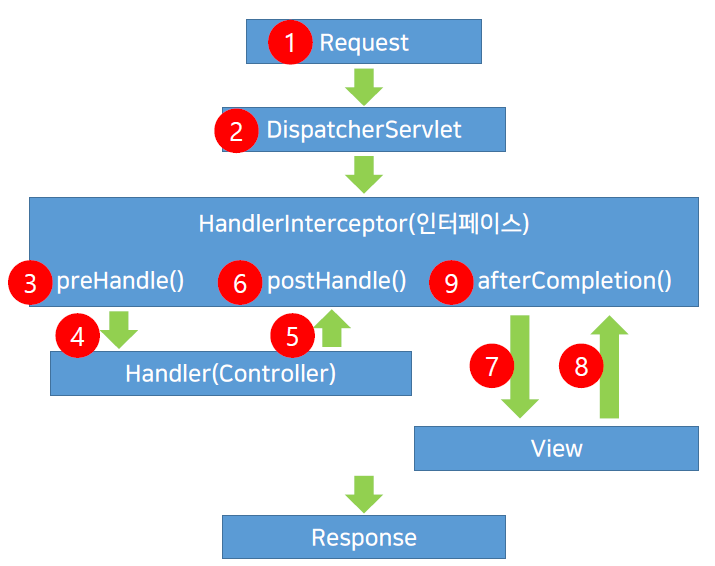 1 Request
2 DispatcherServlet
HandlerInterceptor(인터페이스)
3 preHandle() 6 postHandle() 9 afterCompletion()
4 5 7 8
Handler(Controller)
View
Response